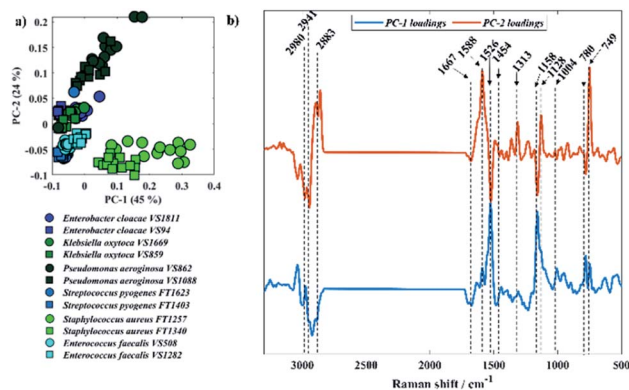 a)
PC-2 (24 %)
0.2
0.15
0.1
0.05
0
-0.05
-0.1
-0.1 0 0.1 0.2 0.3 0.4
PC-1 (45 %)
Enterobacter cloacae VS1811
Enterobacter cloacae VS94
Klebsiella oxytoca VS1669
Klebsiella oxytoca VS859
Pseudomonas aeroginosa VS862
Pseudomonas aeroginosa VS1088
Streptococcus pyogenes FT1623
Streptococcus pyogenes FT1403
Staphylococcus aureus FT1257
Staphylococcus aureus FT1340
Enterococcus faecalis VS508
Enterococcus faecalis VS1282
b)
PC-1 loadings PC-2 loadings
2980
2941
2883
1667
1588
1526
1454
1313
1158
1128
1004
780
749
3000 2500 1500 1000 500
Raman shift / cm⁻¹